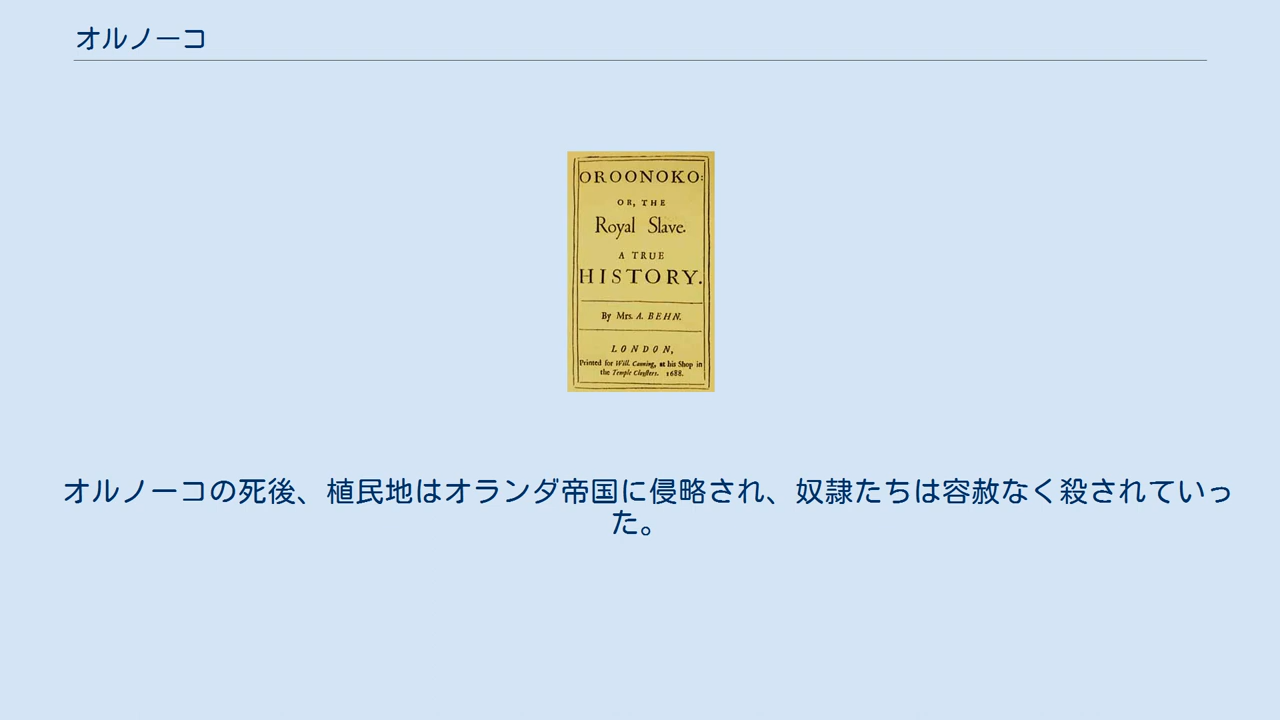 オルノーコ
OROONOKO:
OR, THE
Royal Slave.
A TRUE
HISTORY.
By Mrs. A. BEHN.
LONDON,
Printed for Will. Canning, at his Shop in
the Temple Cloysters. 1688.
オルノーコの死後、植民地はオランダ帝国に侵略され、奴隷たちは容赦なく殺されていっ
た。